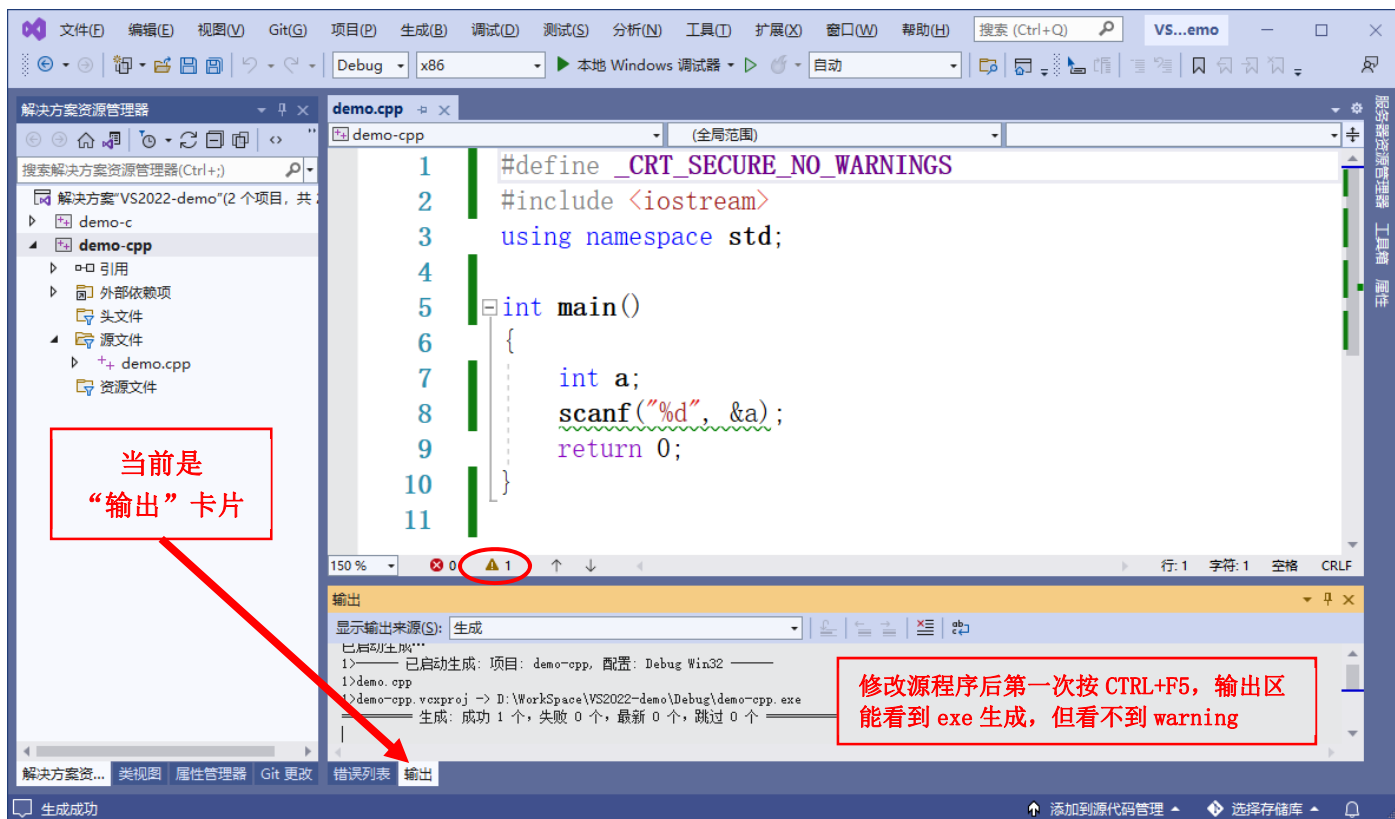 文件(F) 编辑(E) 视图(V) Git(G) 项目(P) 生成(B) 调试(D) 测试(S) 分析(N) 工具(T) 扩展(X) 窗口(W) 帮助(H) 搜索 (Ctrl+Q) VS...emo
Debug x86 本地 Windows 调试器 自动
解决方案资源管理器
搜索解决方案资源管理器(Ctrl+;)
解决方案"VS2022-demo"(2 个项目, 共
demo-c
demo-cpp
引用
外部依赖项
头文件
源文件
demo.cpp
资源文件
当前是
“输出”卡片
解决方案资... 类视图 属性管理器 Git 更改
demo.cpp
demo-cpp (全局范围)
1 #define _CRT_SECURE_NO_WARNINGS
2 #include <iostream>
3 using namespace std;
4
5 int main()
6 {
7 int a;
8 scanf("%d", &a);
9 return 0;
10 }
11
150 % 0 1 行: 1 字符: 1 空格 CRLF
输出
显示输出来源(S): 生成
已启动生成…
1>—— 已启动生成: 项目: demo-cpp, 配置: Debug Win32 ——
1>demo.cpp
1>demo-cpp.vcxproj -> D:\WorkSpace\VS2022-demo\Debug\demo-cpp.exe
========== 生成: 成功 1 个，失败 0 个，最新 0 个，跳过 0 个 ==========
修改源程序后第一次按 CTRL+F5，输出区
能看到 exe 生成，但看不到 warning
错误列表 输出
服务器资源管理器
工具箱
属性
生成成功 添加到源代码管理 选择存储库